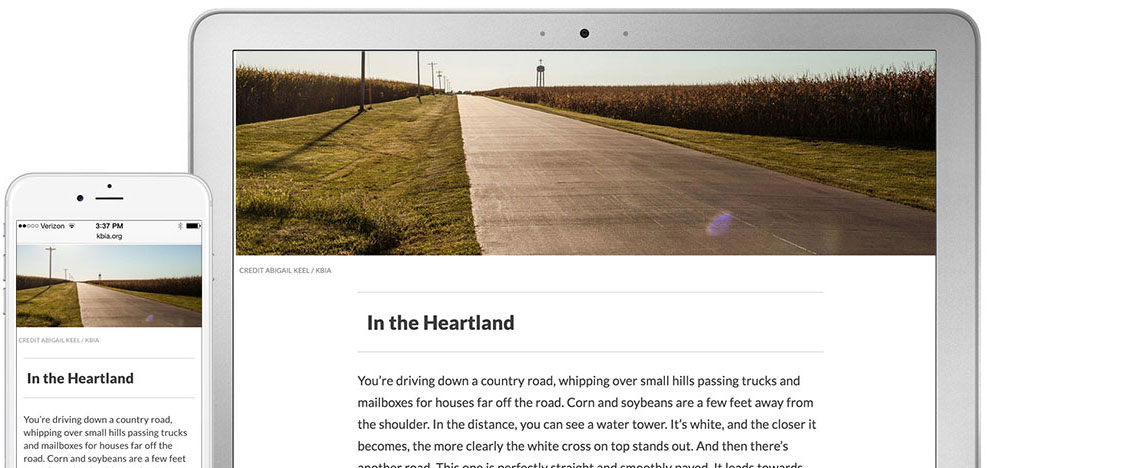 Verizon 3:37 PM
kbia.org
CREDIT ABIGAIL KEEL / KBIA
In the Heartland
You’re driving down a country road,
whipping over small hills passing trucks
and mailboxes for houses far off the
road. Corn and soybeans are a few feet
CREDIT ABIGAIL KEEL / KBIA
In the Heartland
You’re driving down a country road, whipping over small hills passing trucks and
mailboxes for houses far off the road. Corn and soybeans are a few feet away from
the shoulder. In the distance, you can see a water tower. It’s white, and the closer it
becomes, the more clearly the white cross on top stands out. And then there’s
another road. This one is perfectly straight and smoothly paved. It leads towards